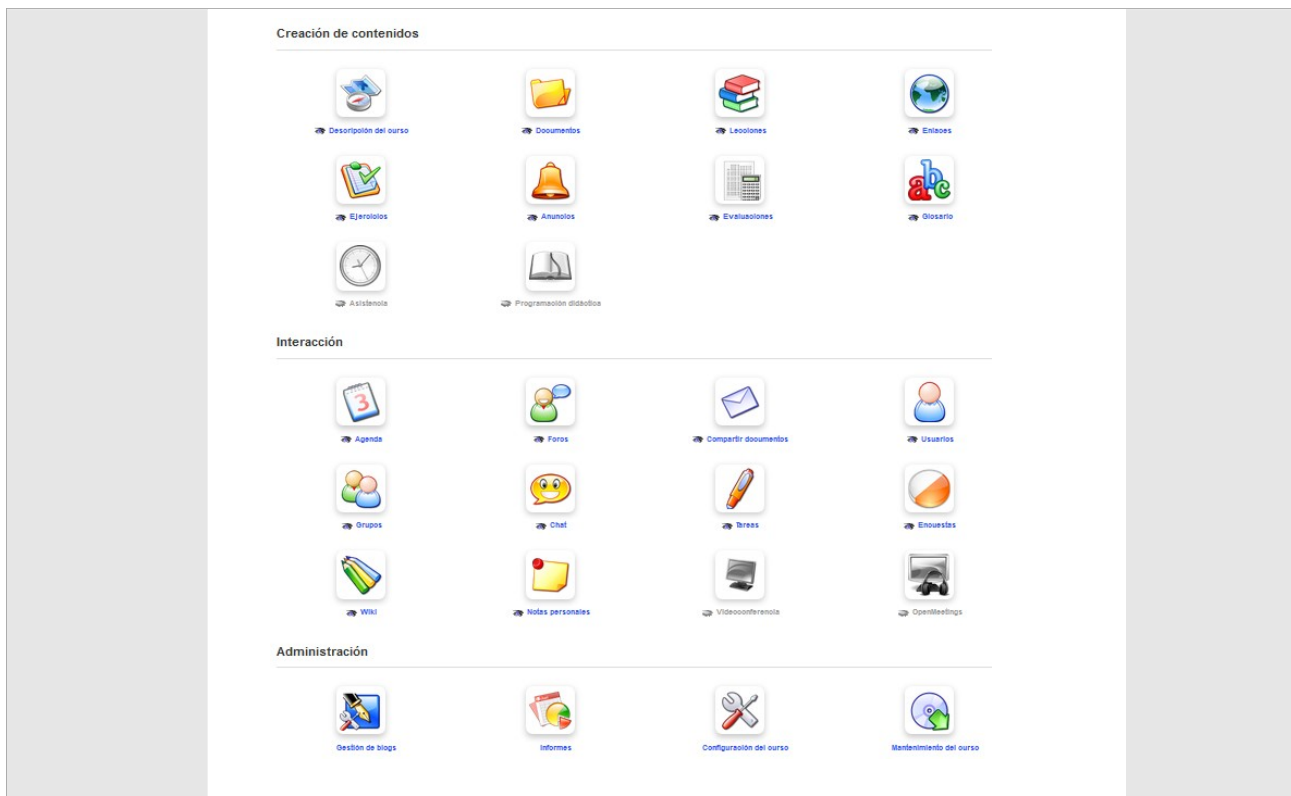 Creación de contenidos
Descripción del curso Documentos Lecciones Enlaces
Ejercicios Anuncios Evaluaciones Glosario
Asistencia Programación didáctica
Interacción
3
Agenda Foros Compartir documentos Usuarios
Grupos Chat Tareas Encuestas
Wiki Notas personales Videoconferencia OpenMeetings
Administración
Gestión de blogs Informes Configuración del curso Mantenimiento del curso